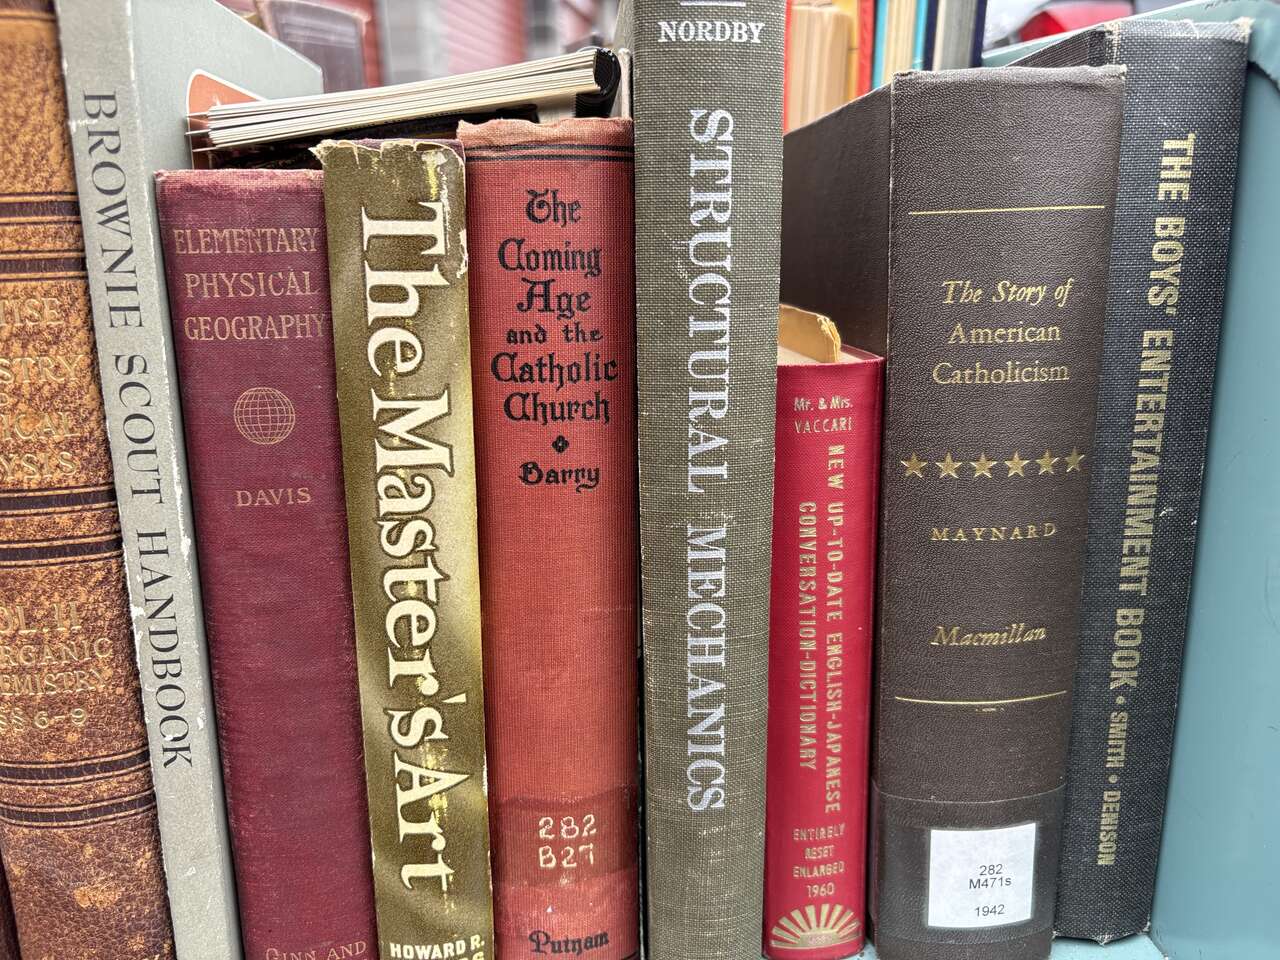 BROWNIE SCOUT HANDBOOK
ELEMENTARY
PHYSICAL
GEOGRAPHY
DAVIS
GINN AND
The Master's Art
HOWARD R.
The
Coming
Age
and the
Catholic
Church
Barry
282
B27
Putnam
NORDBY
STRUCTURAL MECHANICS
Mr. & Mrs.
VACCARI
NEW UP-TO-DATE ENGLISH-JAPANESE
CONVERSATION-DICTIONARY
ENTIRELY
RESET
ENLARGED
1960
The Story of
American
Catholicism
MAYNARD
Macmillan
282
M471s
1942
THE BOYS' ENTERTAINMENT BOOK • SMITH • DENISON